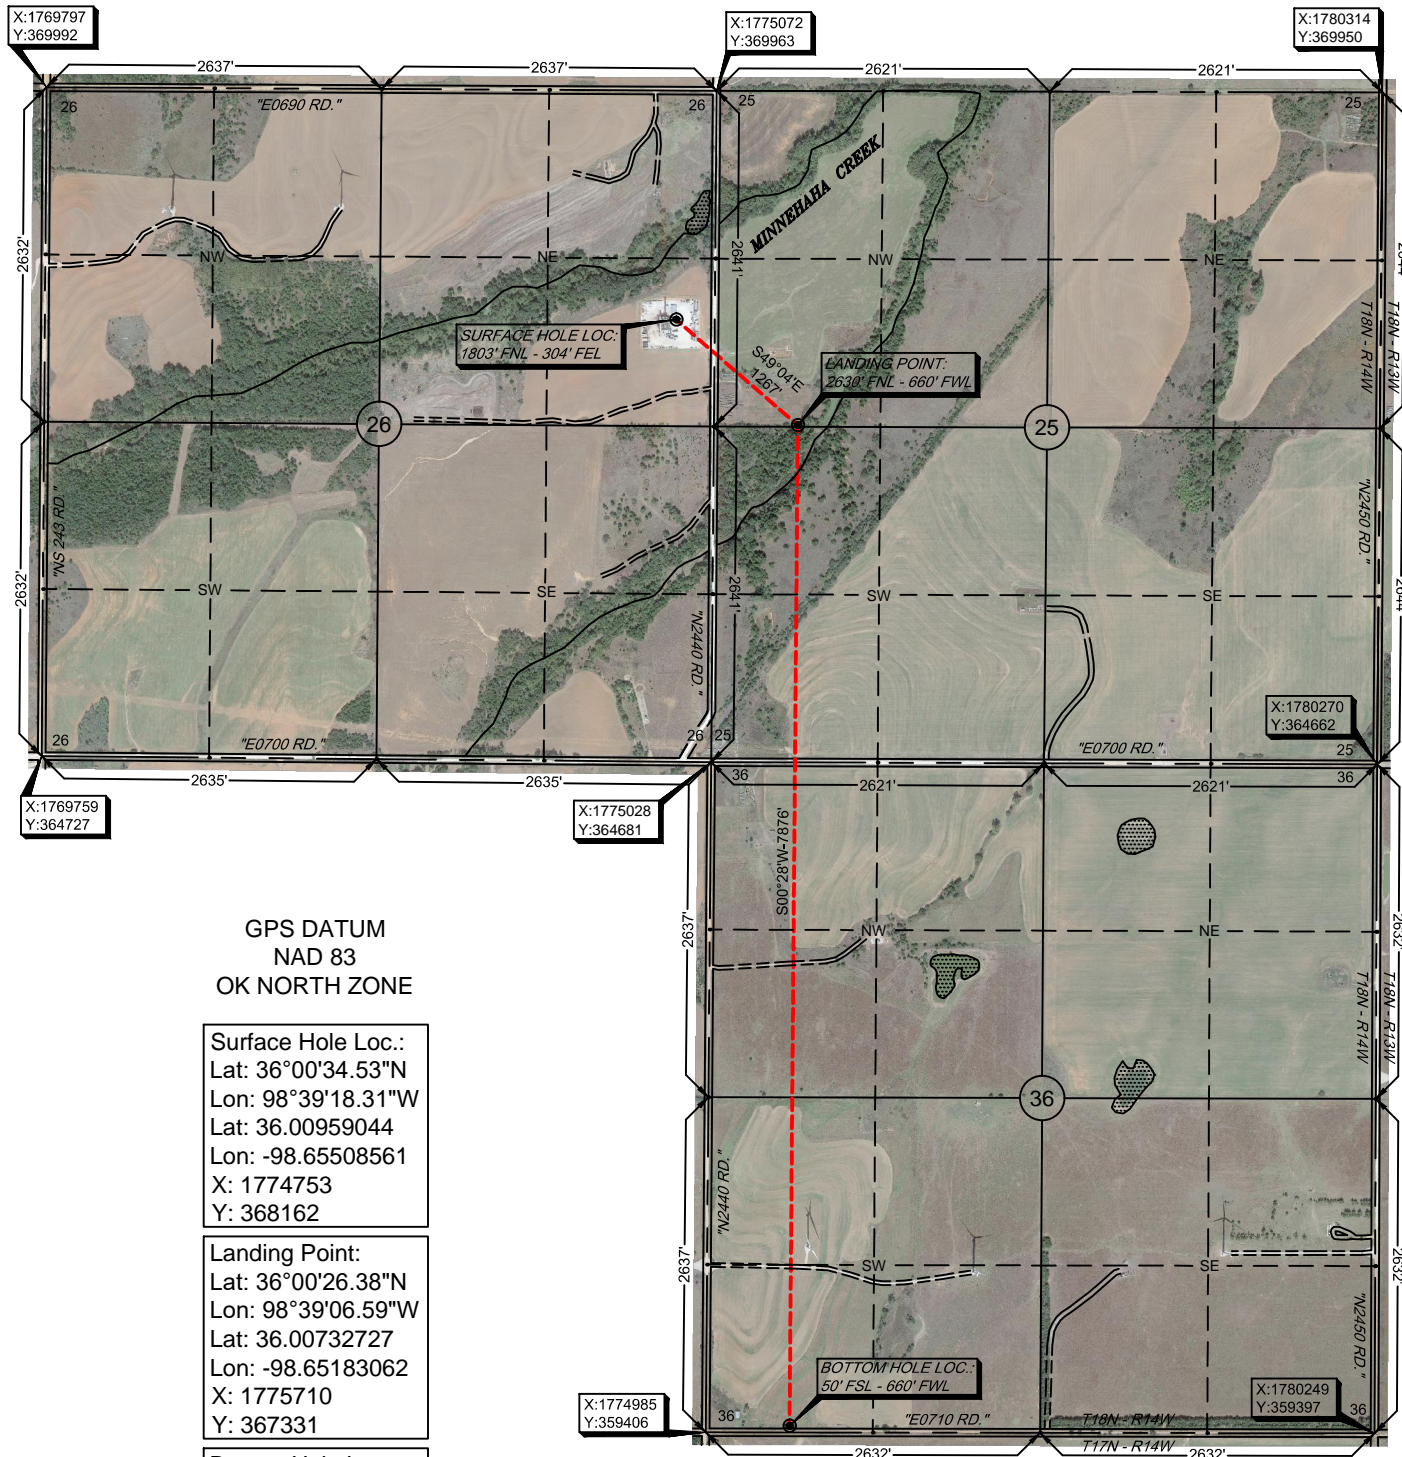 X:1769797
Y:369992
X:1775072
Y:369963
X:1780314
Y:369950
2637'
2637'
2621'
2621'
26
"E0690 RD."
26
25
25
MINNEHAHA CREEK
2632'
2641'
2644'
NW
NE
NW
NE
T18N - R14W
T18N - R13W
SURFACE HOLE LOC.:
1803' FNL - 304' FEL
S49°04'E
1267'
LANDING POINT:
2630' FNL - 660' FWL
26
25
"NS 243 RD."
"N2450 RD."
2632'
2641'
2644'
SW
SE
SW
SE
"N2440 RD."
X:1780270
Y:364662
26
"E0700 RD."
26
25
"E0700 RD."
25
2635'
2635'
36
2621'
2621'
36
X:1769759
Y:364727
X:1775028
Y:364681
S00°28'W-7876'
2637'
NW
NE
2632'
T18N - R14W
T18N - R13W
GPS DATUM
NAD 83
OK NORTH ZONE
Surface Hole Loc.:
Lat: 36°00'34.53"N
Lon: 98°39'18.31"W
Lat: 36.00959044
Lon: -98.65508561
X: 1774753
Y: 368162
36
"N2440 RD."
2637'
SW
SE
2632'
"N2450 RD."
Landing Point:
Lat: 36°00'26.38"N
Lon: 98°39'06.59"W
Lat: 36.00732727
Lon: -98.65183062
X: 1775710
Y: 367331
BOTTOM HOLE LOC.:
50' FSL - 660' FWL
X:1774985
Y:359406
X:1780249
Y:359397
36
"E0710 RD."
36
T18N - R14W
T17N - R14W
2632'
2632'